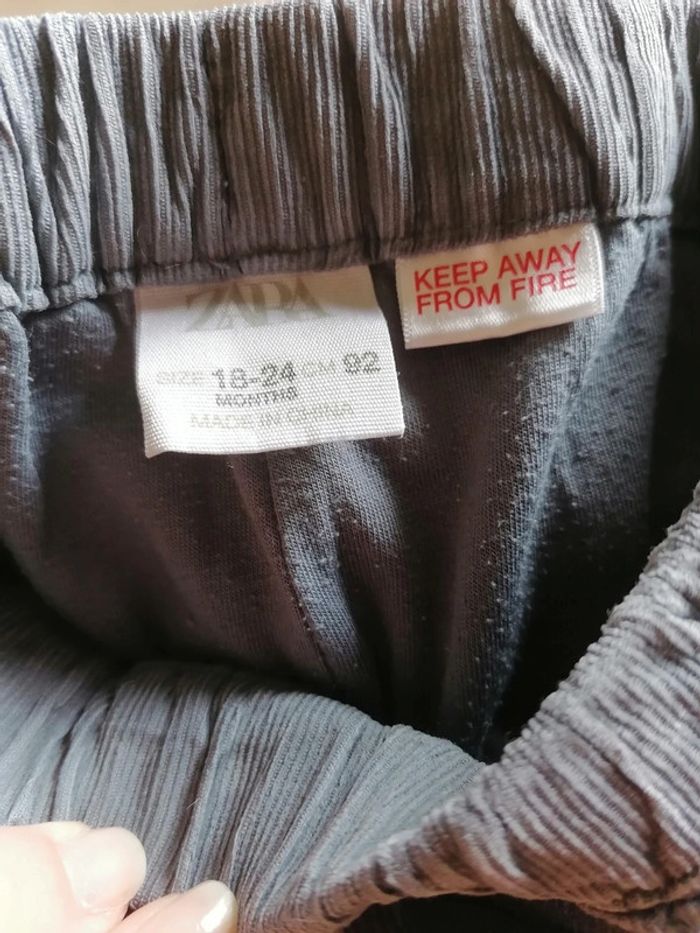 ZARA
SIZE 18-24 CM 92
MONTHS
MADE IN CHINA
KEEP AWAY
FROM FIRE